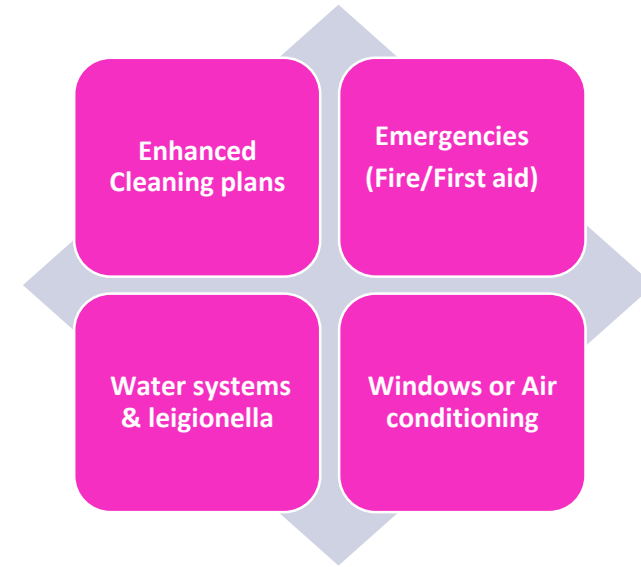 Enhanced
Cleaning plans
Emergencies
(Fire/First aid)
Water systems
& leigionella
Windows or Air
conditioning